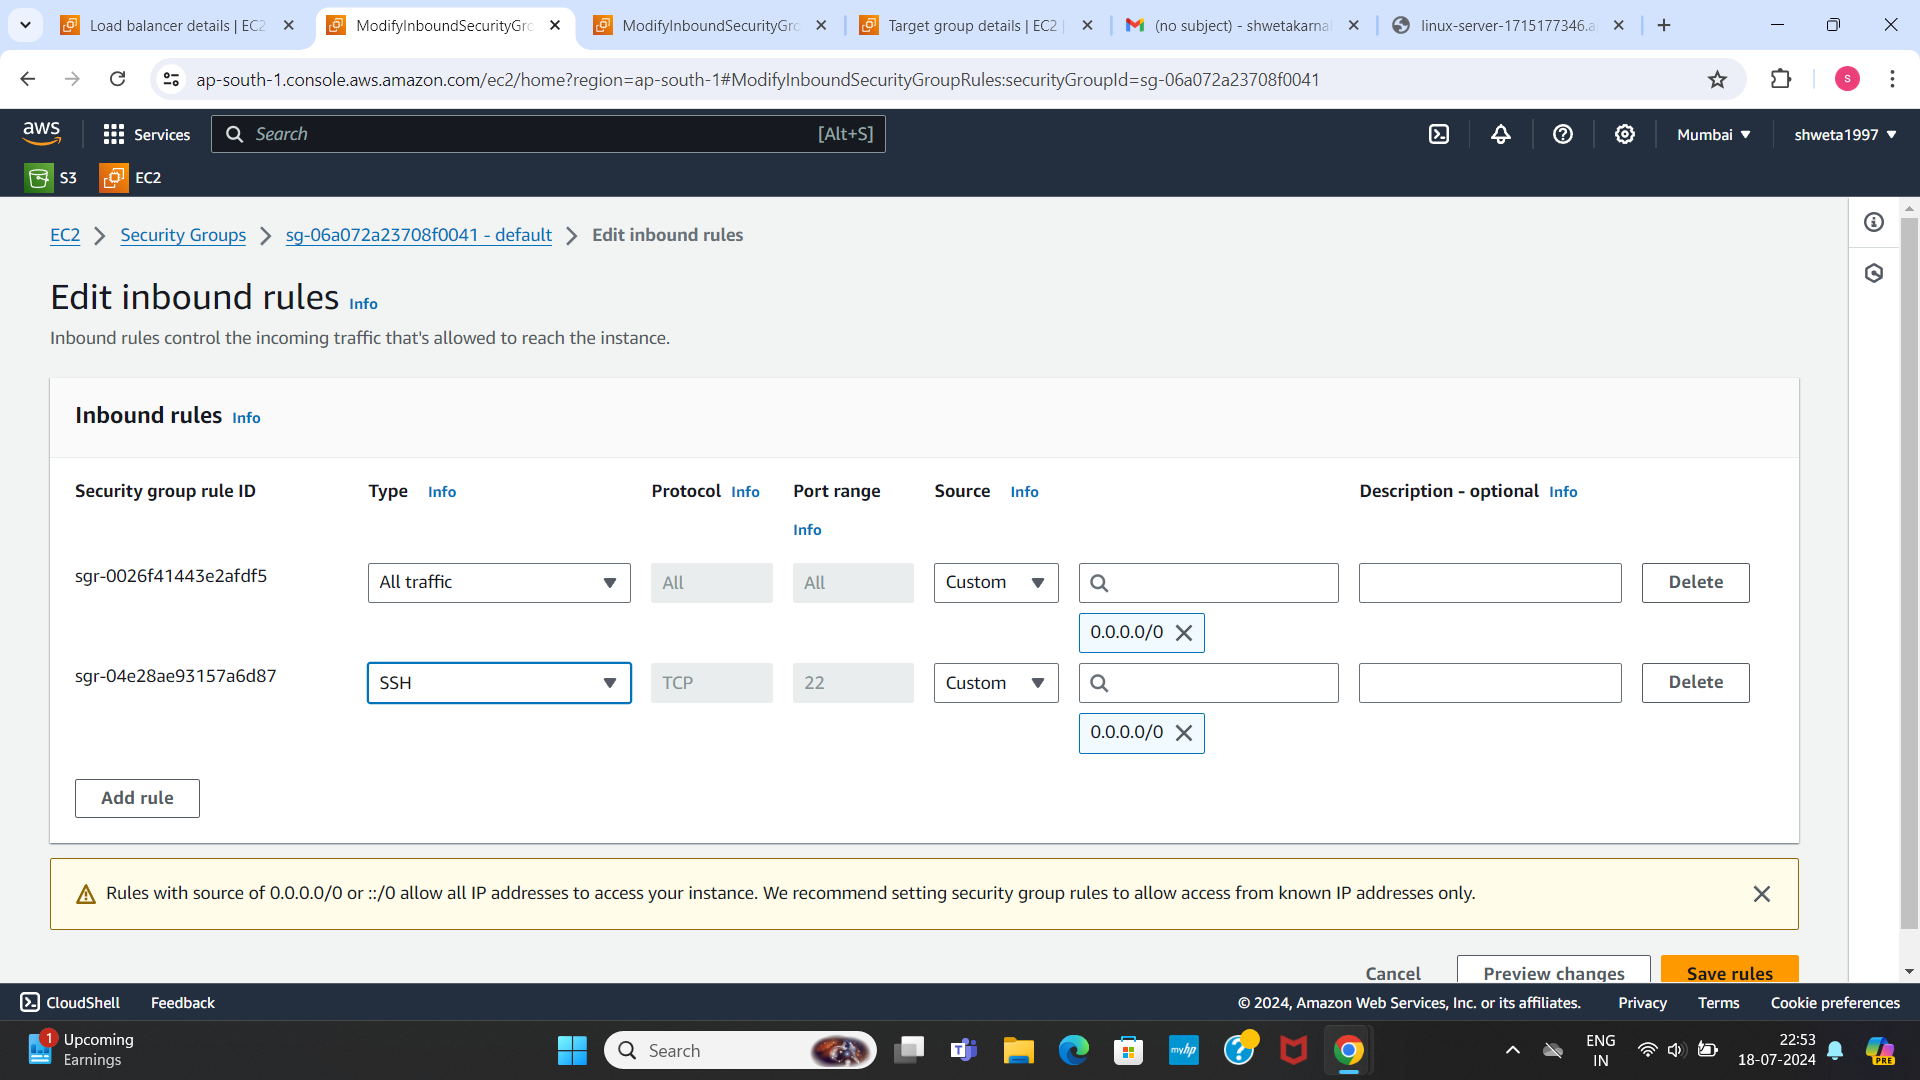 Load balancer details | EC2
ModifyInboundSecurityGro
ModifyInboundSecurityGro
Target group details | EC2 |
(no subject) - shwetakarnal
linux-server-1715177346.a
ap-south-1.console.aws.amazon.com/ec2/home?region=ap-south-1#ModifyInboundSecurityGroupRules:securityGroupId=sg-06a072a23708f0041
S
aws
Services
Search
[Alt+S]
Mumbai
shweta1997
S3
EC2
EC2
Security Groups
sg-06a072a23708f0041 - default
Edit inbound rules
Edit inbound rules Info
Inbound rules control the incoming traffic that's allowed to reach the instance.
Inbound rules Info
Security group rule ID
Type Info
Protocol Info
Port range
Info
Source Info
Description - optional Info
sgr-0026f41443e2afdf5
All traffic
All
All
Custom
Delete
0.0.0.0/0
sgr-04e28ae93157a6d87
SSH
TCP
22
Custom
Delete
0.0.0.0/0
Add rule
Rules with source of 0.0.0.0/0 or ::/0 allow all IP addresses to access your instance. We recommend setting security group rules to allow access from known IP addresses only.
Cancel
Preview changes
Save rules
CloudShell
Feedback
© 2024, Amazon Web Services, Inc. or its affiliates.
Privacy
Terms
Cookie preferences
1
Upcoming
Earnings
Search
myhp
ENG
IN
22:53
18-07-2024
PRE